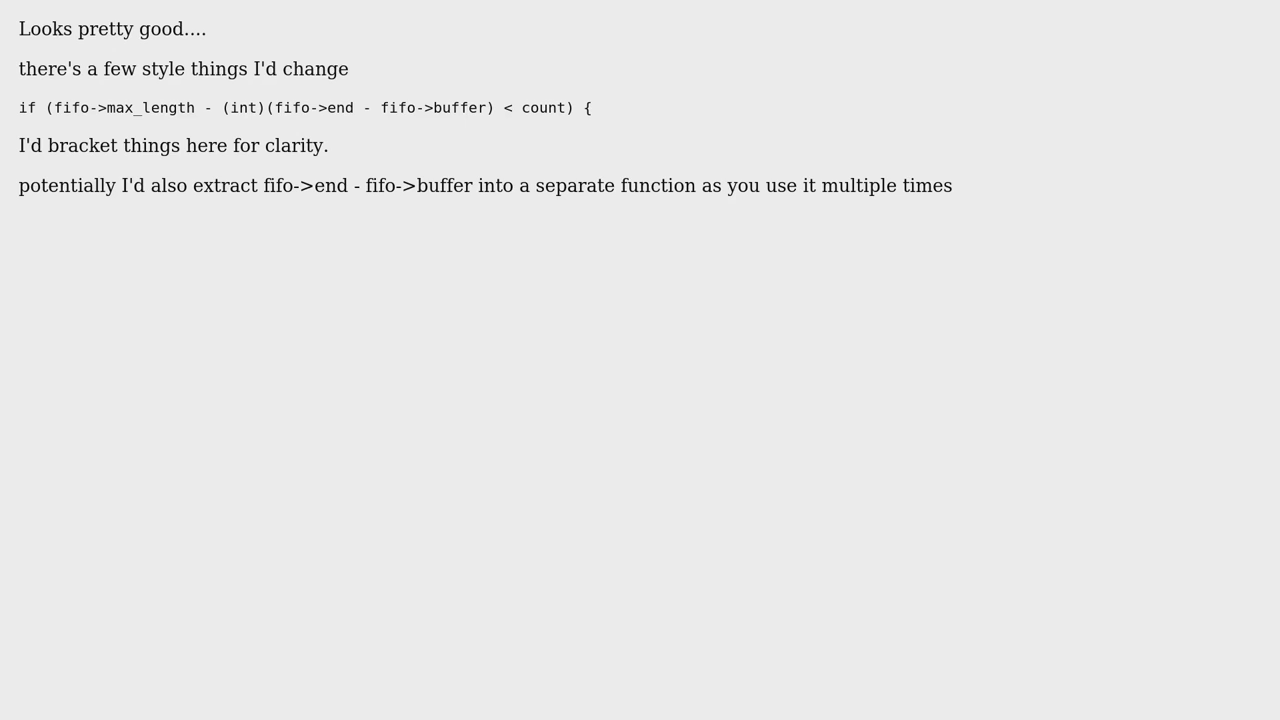 Looks pretty good....
there's a few style things I'd change
if (fifo->max_length - (int)(fifo->end - fifo->buffer) < count) {
I'd bracket things here for clarity.
potentially I'd also extract fifo->end - fifo->buffer into a separate function as you use it multiple times